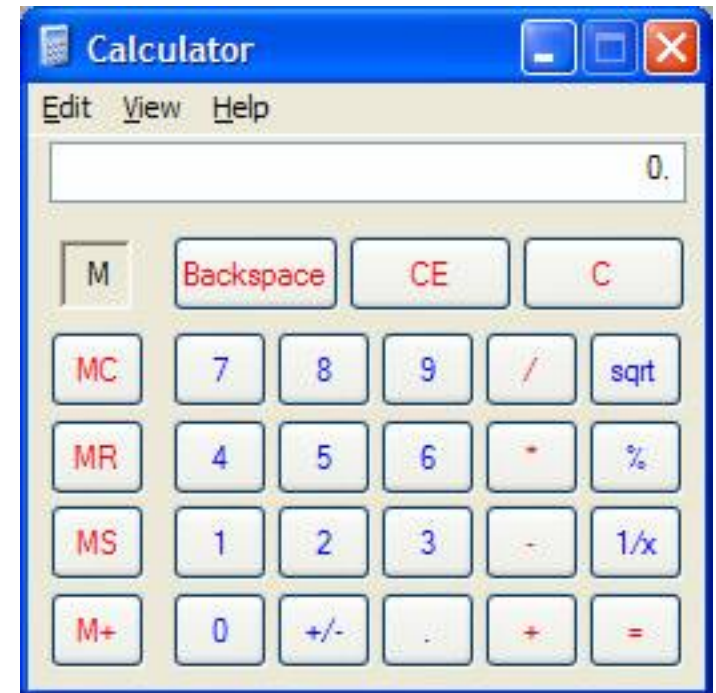 Calculator
Edit View Help
0.
M Backspace CE C
MC 7 8 9 / sqrt
MR 4 5 6 * %
MS 1 2 3 - 1/x
M+ 0 +/- . + =